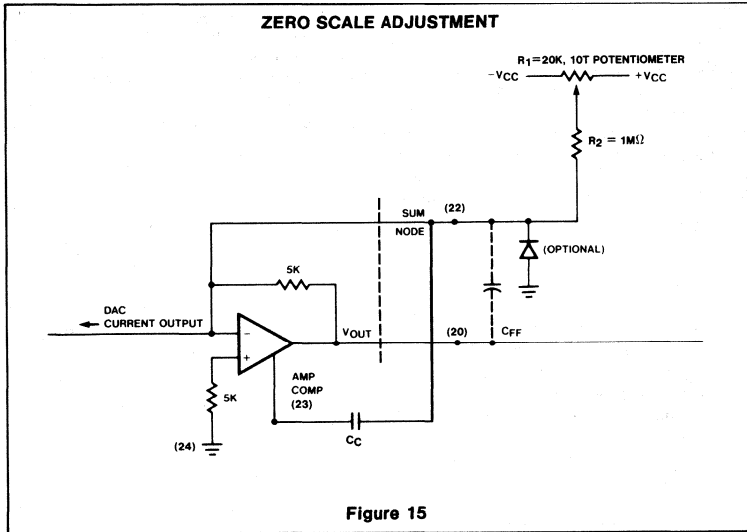 ZERO SCALE ADJUSTMENT
R1=20K, 10T POTENTIOMETER
-VCC
+VCC
R2 = 1MΩ
SUM
(22)
NODE
(OPTIONAL)
5K
DAC
CURRENT OUTPUT
VOUT
(20)
CFF
-
+
AMP
COMP
(23)
5K
(24)
CC
Figure 15